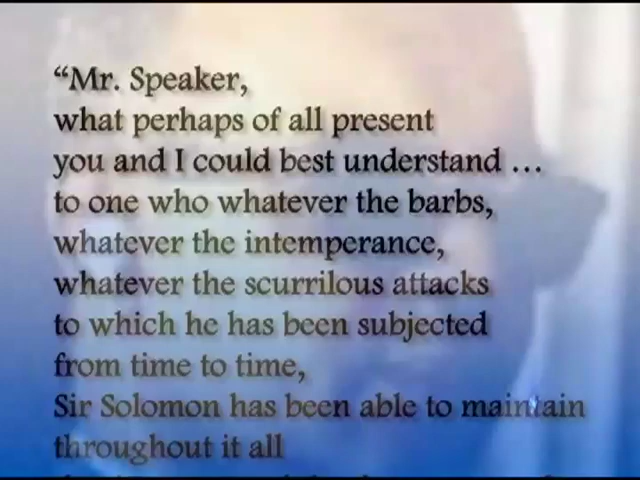 “Mr. Speaker,
what perhaps of all present
you and I could best understand …
to one who whatever the barbs,
whatever the intemperance,
whatever the scurrilous attacks
to which he has been subjected
from time to time,
Sir Solomon has been able to maintain
throughout it all